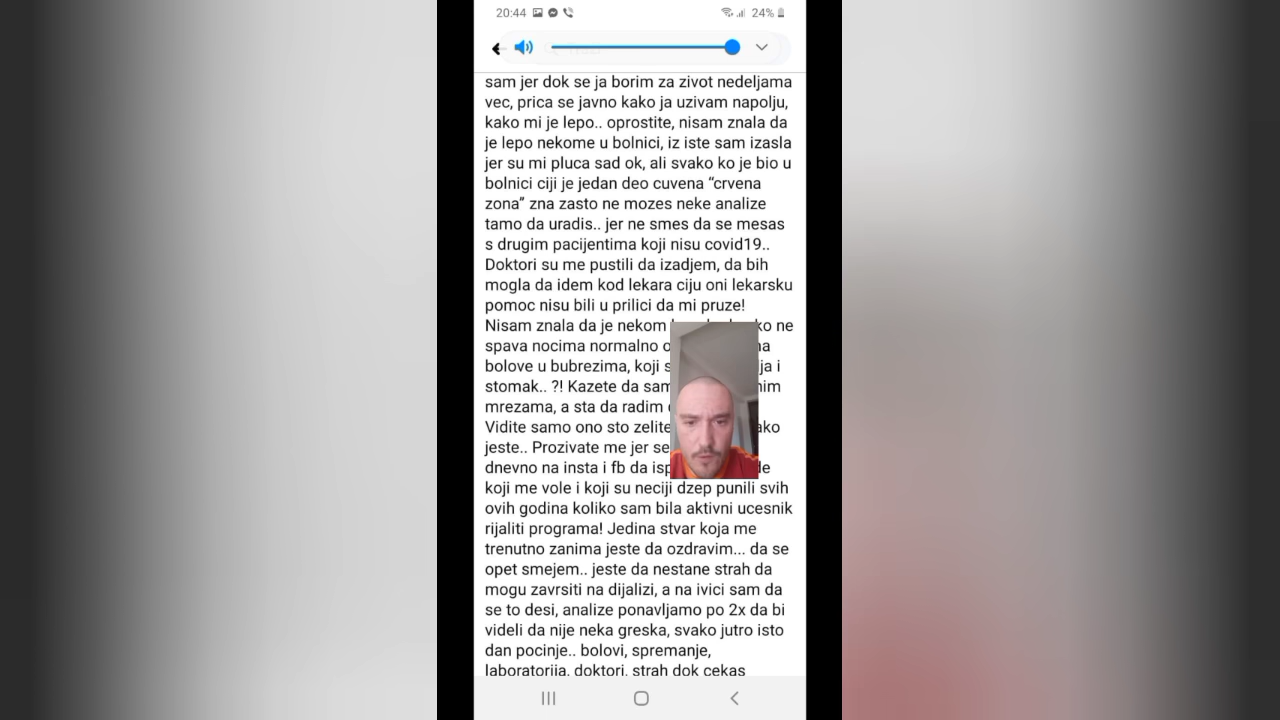 20:44 24%
sam jer dok se ja borim za zivot nedeljama
vec, prica se javno kako ja uzivam napolju,
kako mi je lepo.. oprostite, nisam znala da
je lepo nekome u bolnici, iz iste sam izasla
jer su mi pluca sad ok, ali svako ko je bio u
bolnici ciji je jedan deo cuvena “crvena
zona” zna zasto ne mozes neke analize
tamo da uradis.. jer ne smes da se mesas
s drugim pacijentima koji nisu covid19..
Doktori su me pustili da izadjem, da bih
mogla da idem kod lekara ciju oni lekarsku
pomoc nisu bili u prilici da mi pruze!
Nisam znala da je nekom ne
spava nocima normalno
bolove u bubrezima, koji i
stomak.. ?! Kazete da sam
mrezama, a sta da radim
Vidite samo ono sto zelite
jeste.. Prozivate me jer se
dnevno na insta i fb da
koji me vole i koji su neciji dzep punili svih
ovih godina koliko sam bila aktivni ucesnik
rijaliti programa! Jedina stvar koja me
trenutno zanima jeste da ozdravim... da se
opet smejem.. jeste da nestane strah da
mogu zavrsiti na dijalizi, a na ivici sam da
se to desi, analize ponavljamo po 2x da bi
videli da nije neka greska, svako jutro isto
dan pocinje.. bolovi, spremanje,
laboratorija, doktori, strah dok cekas